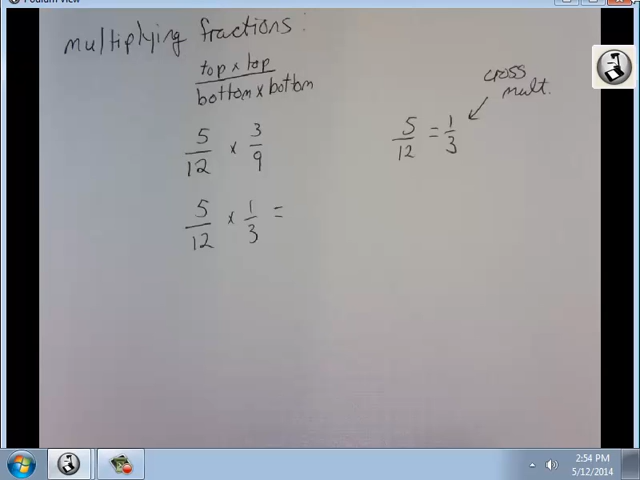 Podium View
multiplying fractions:
top x top
bottom x bottom
5/12 x 3/9
5/12 x 1/3 =
cross
mult.
5/12 = 1/3
2:54 PM
5/12/2014